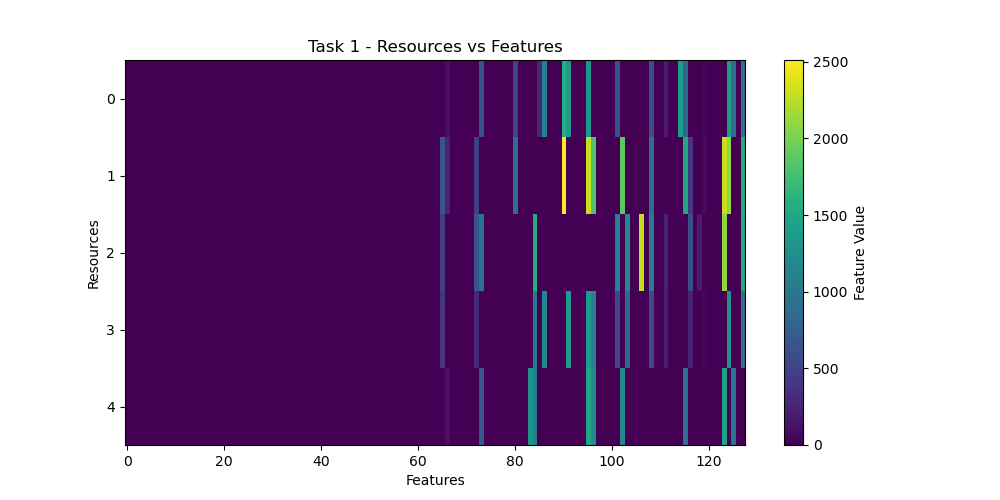 Task 1 - Resources vs Features
Resources
0
1
2
3
4
0 20 40 60 80 100 120
Features
2500
2000
1500
1000
500
0
Feature Value